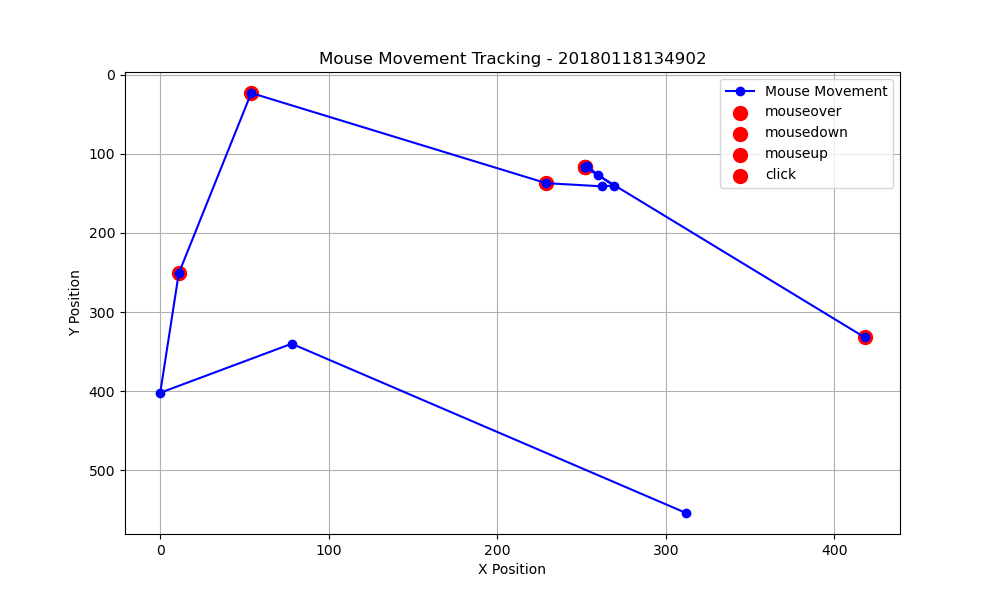 Mouse Movement Tracking - 20180118134902
Mouse Movement
mouseover
mousedown
mouseup
click
0
100
200
300
400
500
Y Position
0
100
200
300
400
X Position